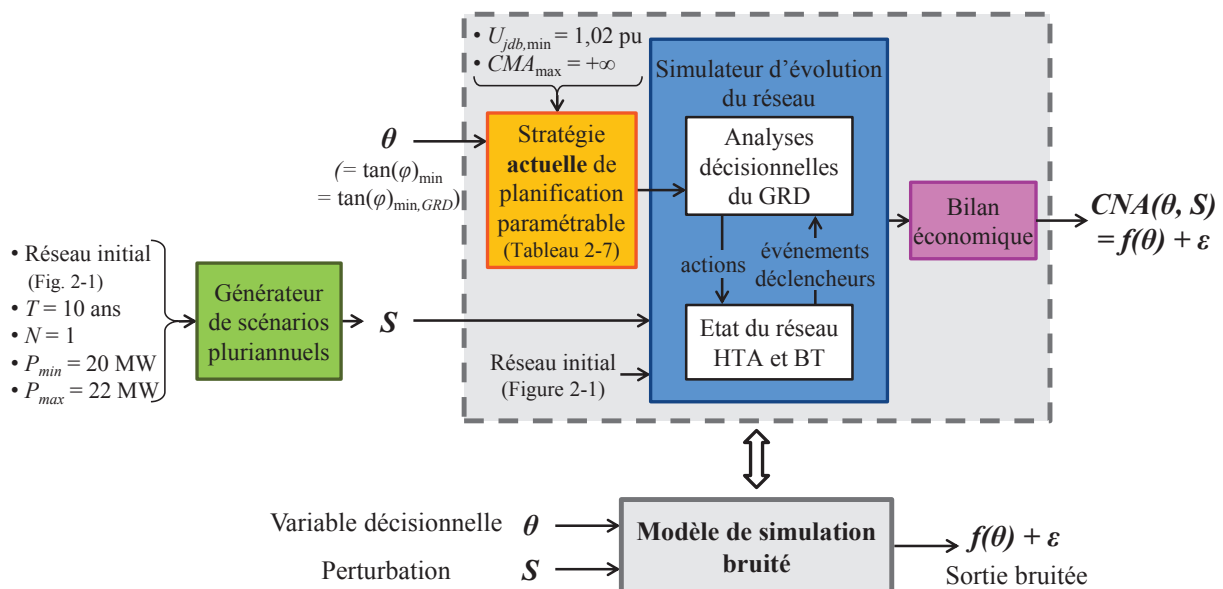 • U_jdb,min = 1,02 pu
• CMA_max = +∞
Simulateur d'évolution
du réseau
θ
(= tan(φ)_min
= tan(φ)_min,GRD)
Stratégie
actuelle de
planification
paramétrable
(Tableau 2-7)
Analyses
décisionnelles
du GRD
actions
événements
déclencheurs
Etat du réseau
HTA et BT
Bilan
économique
CNA(θ, S)
= f(θ) + ε
• Réseau initial
(Fig. 2-1)
• T = 10 ans
• N = 1
• P_min = 20 MW
• P_max = 22 MW
Générateur
de scénarios
pluriannuels
S
Réseau initial
(Figure 2-1)
Variable décisionnelle θ
Perturbation S
Modèle de simulation
bruité
f(θ) + ε
Sortie bruitée